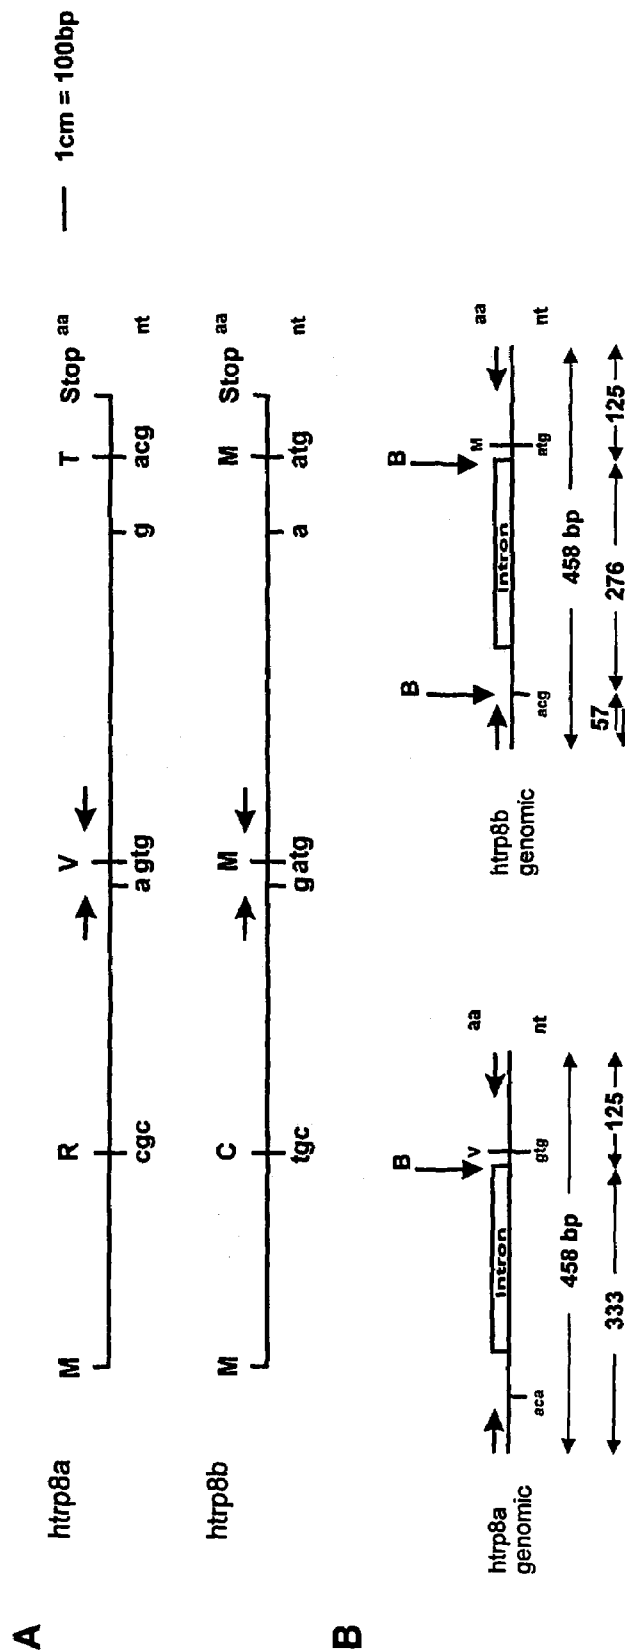 A
htrp8a
M R V T Stop aa
cgc a gtg g acg nt
1cm = 100bp
htrp8b
M C M M Stop aa
tgc g atg a atg nt
B
htrp8a
genomic
B
V aa
Intron
aca gtg nt
458 bp
333 125
htrp8b
genomic
B B
M aa
Intron
acg atg nt
458 bp
57 276 125